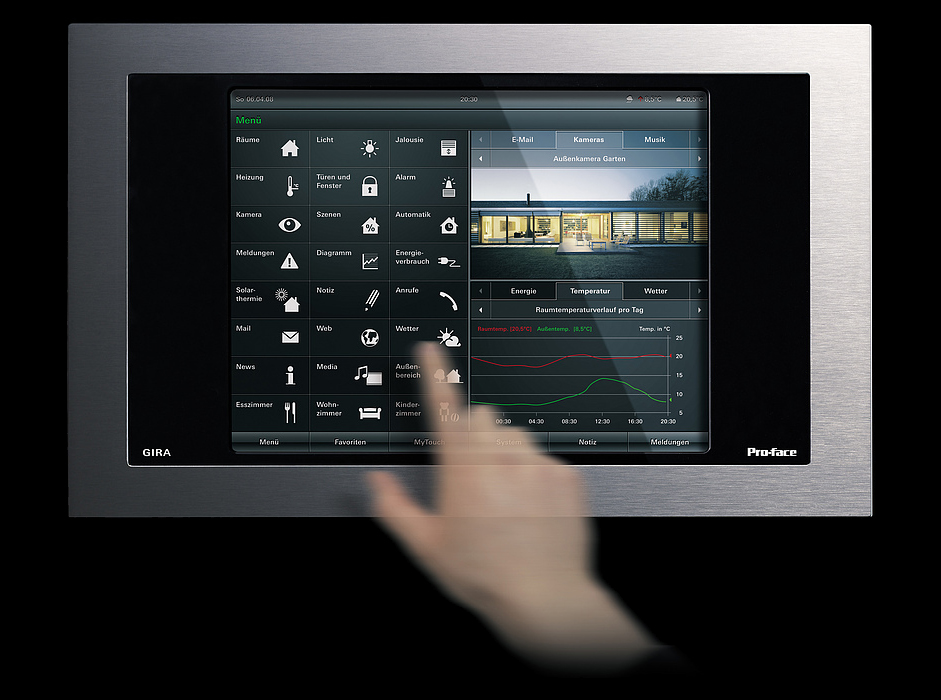 So 06.04.08
20:30
8,5°C
20,5°C
Menü
Räume
Licht
Jalousie
Heizung
Türen und
Fenster
Alarm
Kamera
Szenen
Automatik
Meldungen
Diagramm
Energie-
verbrauch
Solar-
thermie
Notiz
Anrufe
Mail
Web
Wetter
News
Media
Außen-
bereich
Esszimmer
Wohn-
zimmer
Kinder-
zimmer
E-Mail
Kameras
Musik
Außenkamera Garten
Energie
Temperatur
Wetter
Raumtemperaturverlauf pro Tag
Raumtemp. [20,5°C]
Außentemp. [8,5°C]
Temp. in °C
25
20
15
10
5
00:30
04:30
08:30
12:30
16:30
20:30
Menü
Favoriten
MyTouch
System
Notiz
Meldungen
GIRA
Pro-face